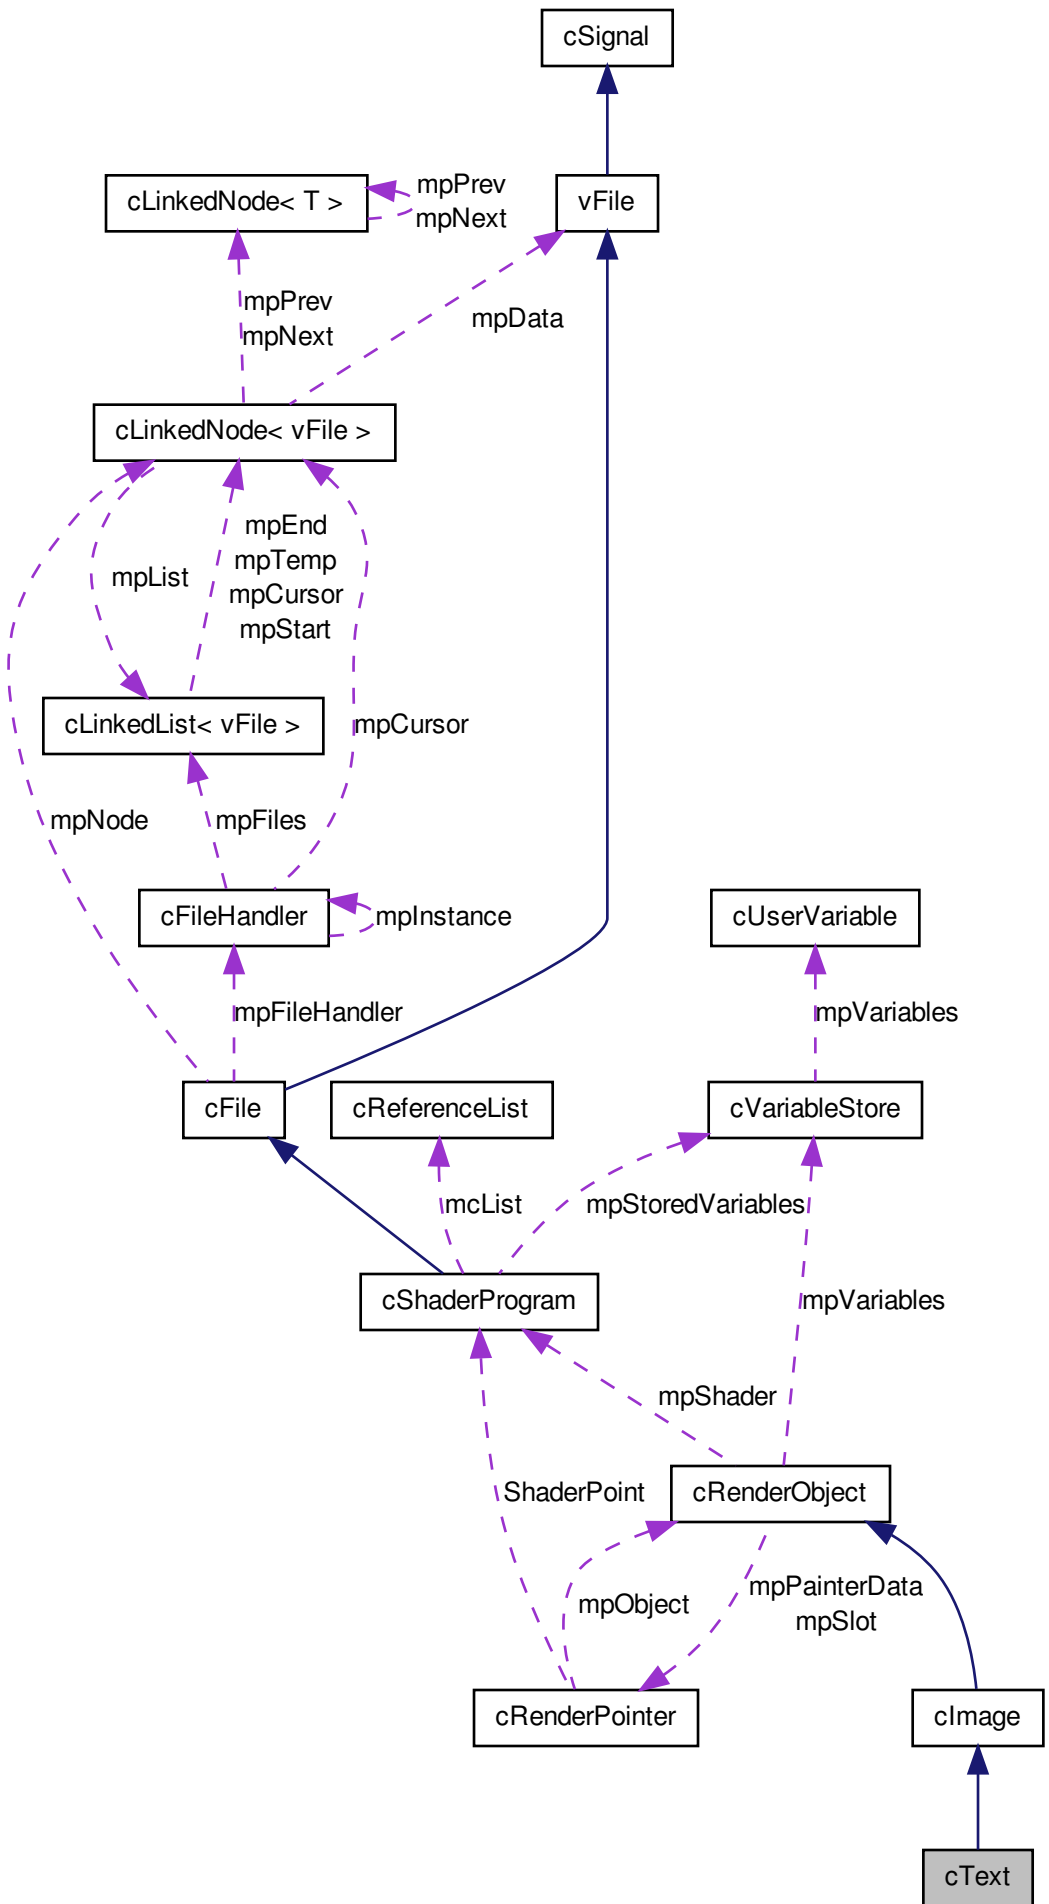 cSignal
cLinkedNode< T >
mpPrev
mpNext
vFile
mpPrev
mpNext
mpData
cLinkedNode< vFile >
mpList
mpEnd
mpTemp
mpCursor
mpStart
cLinkedList< vFile >
mpCursor
mpNode
mpFiles
cFileHandler
mpInstance
cUserVariable
mpFileHandler
mpVariables
cFile
cReferenceList
cVariableStore
mcList
mpStoredVariables
cShaderProgram
mpVariables
mpShader
ShaderPoint
cRenderObject
mpObject
mpPainterData
mpSlot
cRenderPointer
cImage
cText